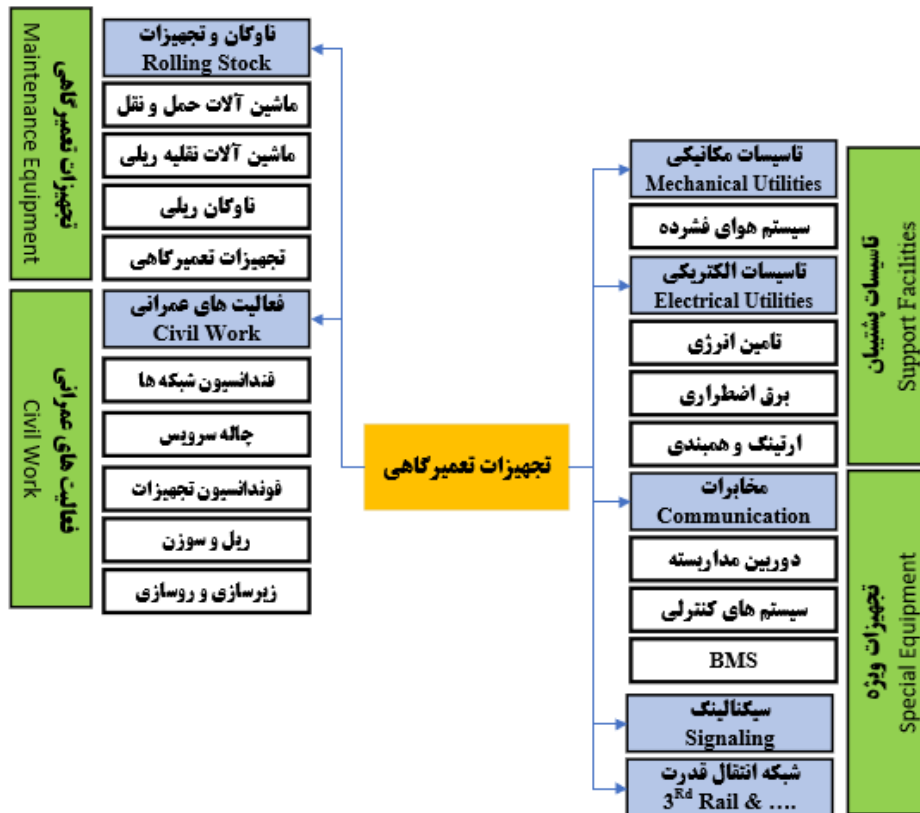 تجهیزات تعمیرگاهی
Maintenance Equipment
ناوگان و تجهیزات
Rolling Stock
ماشین آلات حمل و نقل
ماشین آلات نقلیه ریلی
ناوگان ریلی
تجهیزات تعمیرگاهی
فعالیت های عمرانی
Civil Work
فعالیت های عمرانی
Civil Work
فندانسیون شبکه ها
چاله سرویس
فوندانسیون تجهیزات
ریل و سوزن
زیرسازی و روسازی
تجهیزات تعمیرگاهی
تاسیسات پشتیبان
Support Facilities
تاسیسات مکانیکی
Mechanical Utilities
سیستم هوای فشرده
تاسیسات الکتریکی
Electrical Utilities
تامین انرژی
برق اضطراری
ارتینگ و همبندی
تجهیزات ویژه
Special Equipment
مخابرات
Communication
دوربین مداربسته
سیستم های کنترلی
BMS
سیگنالینگ
Signaling
شبکه انتقال قدرت
3Rd Rail & ....